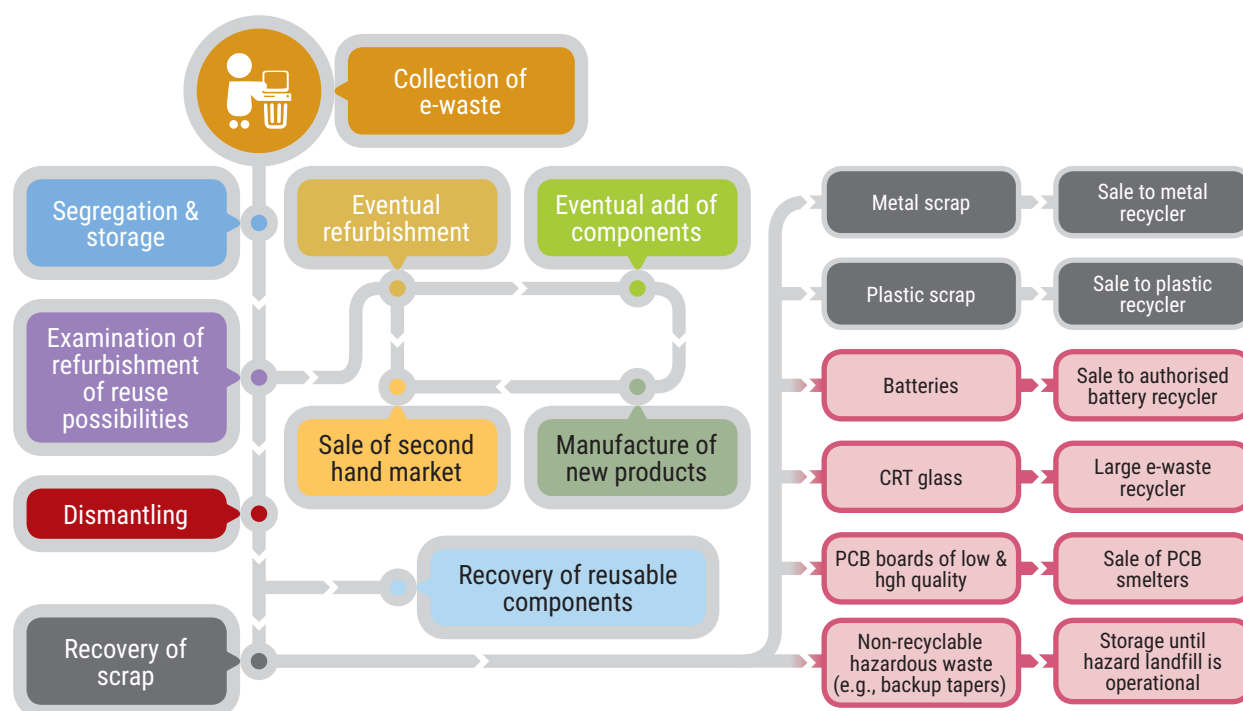 Collection of
e-waste
Segregation &
storage
Eventual
refurbishment
Eventual add of
components
Examination of
refurbishment
of reuse
possibilities
Sale of second
hand market
Manufacture of
new products
Dismantling
Recovery of reusable
components
Recovery of
scrap
Metal scrap
Sale to metal
recycler
Plastic scrap
Sale to plastic
recycler
Batteries
Sale to authorised
battery recycler
CRT glass
Large e-waste
recycler
PCB boards of low &
hgh quality
Sale of PCB
smelters
Non-recyclable
hazardous waste
(e.g., backup tapers)
Storage until
hazard landfill is
operational